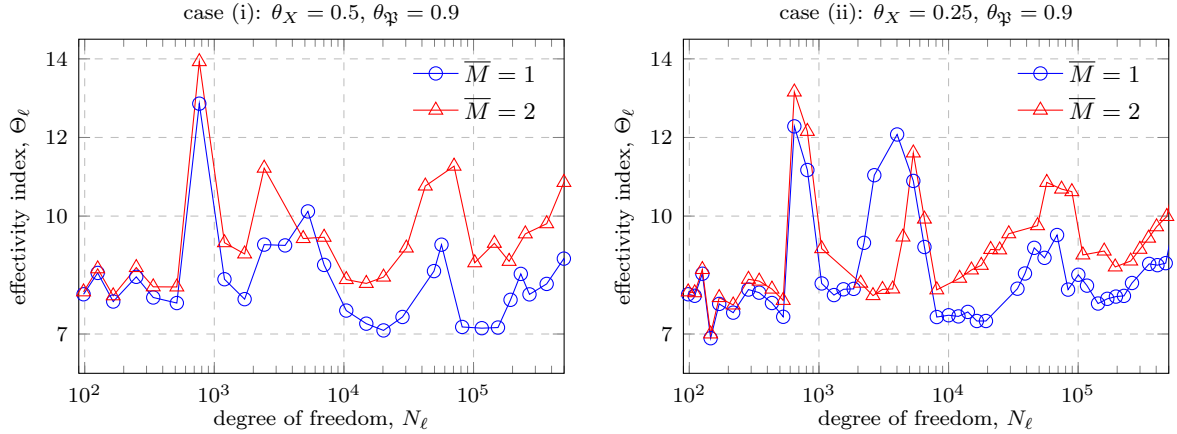 case (i): θ_X = 0.5, θ_𝔓 = 0.9
14
12
10
7
effectivity index, Θ_ℓ
M̅ = 1
M̅ = 2
10^2 10^3 10^4 10^5
degree of freedom, N_ℓ
case (ii): θ_X = 0.25, θ_𝔓 = 0.9
14
12
10
7
effectivity index, Θ_ℓ
M̅ = 1
M̅ = 2
10^2 10^3 10^4 10^5
degree of freedom, N_ℓ